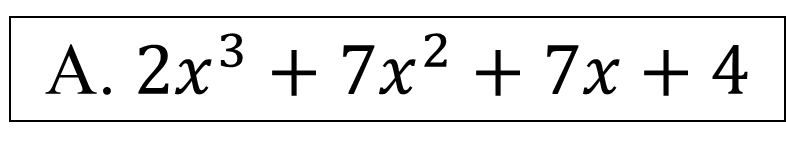 A. 2x³ + 7x² + 7x + 4